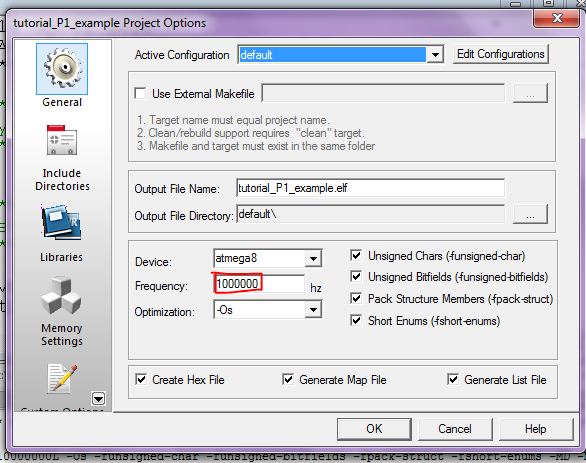 tutorial_P1_example Project Options
Active Configuration default Edit Configurations
General
Use External Makefile ...
1. Target name must equal project name.
2. Clean/rebuild support requires "clean" target.
3. Makefile and target must exist in the same folder
Include
Directories
Output File Name: tutorial_P1_example.elf
Output File Directory: default\ ...
Libraries
Device: atmega8
Frequency: 1000000 hz
Optimization: -Os
Unsigned Chars (-funsigned-char)
Unsigned Bitfields (-funsigned-bitfields)
Pack Structure Members (-fpack-struct)
Short Enums (-fshort-enums)
Memory
Settings
Create Hex File Generate Map File Generate List File
Custom Options
OK Cancel Help
-Os -funsigned-char -funsigned-bitfields -fpack-struct -fshort-enums -MD